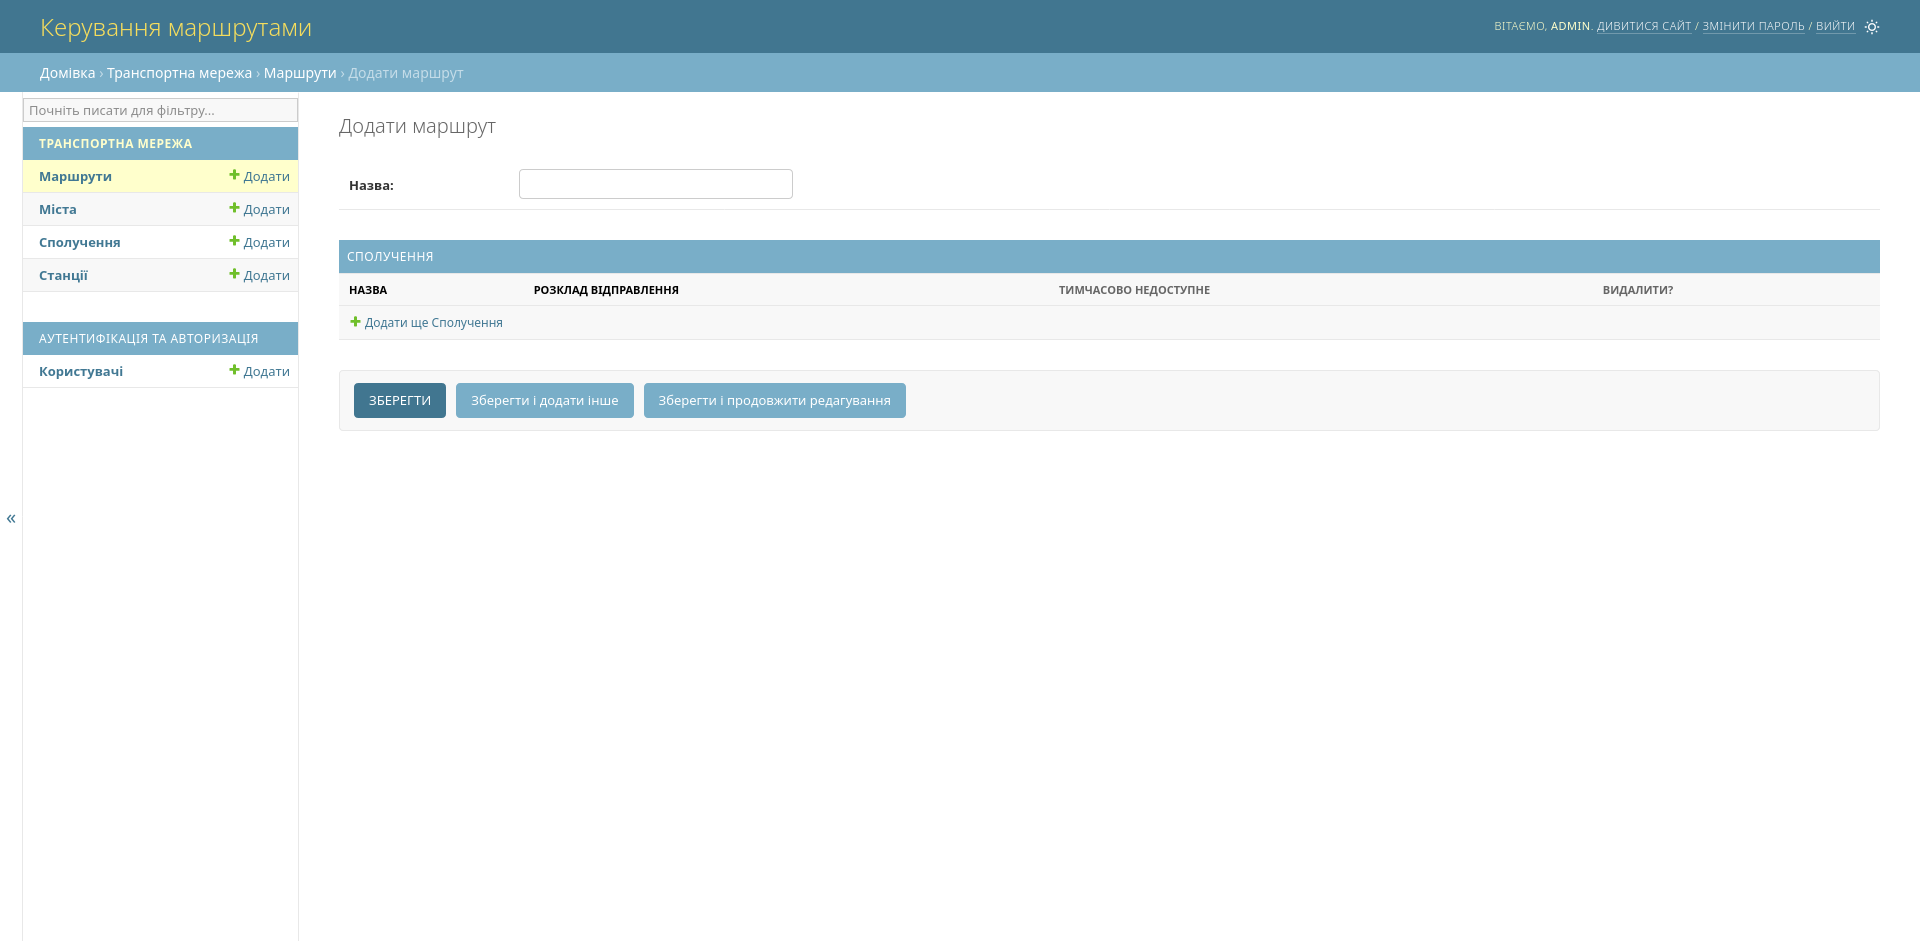 Керування маршрутами
ВІТАЄМО, ADMIN. ДИВИТИСЯ САЙТ / ЗМІНИТИ ПАРОЛЬ / ВИЙТИ
Домівка › Транспортна мережа › Маршрути › Додати маршрут
Почніть писати для фільтру...
ТРАНСПОРТНА МЕРЕЖА
Маршрути Додати
Міста Додати
Сполучення Додати
Станції Додати
АУТЕНТИФІКАЦІЯ ТА АВТОРИЗАЦІЯ
Користувачі Додати
«
Додати маршрут
Назва:
СПОЛУЧЕННЯ
НАЗВА РОЗКЛАД ВІДПРАВЛЕННЯ ТИМЧАСОВО НЕДОСТУПНЕ ВИДАЛИТИ?
Додати ще Сполучення
ЗБЕРЕГТИ Зберегти і додати інше Зберегти і продовжити редагування